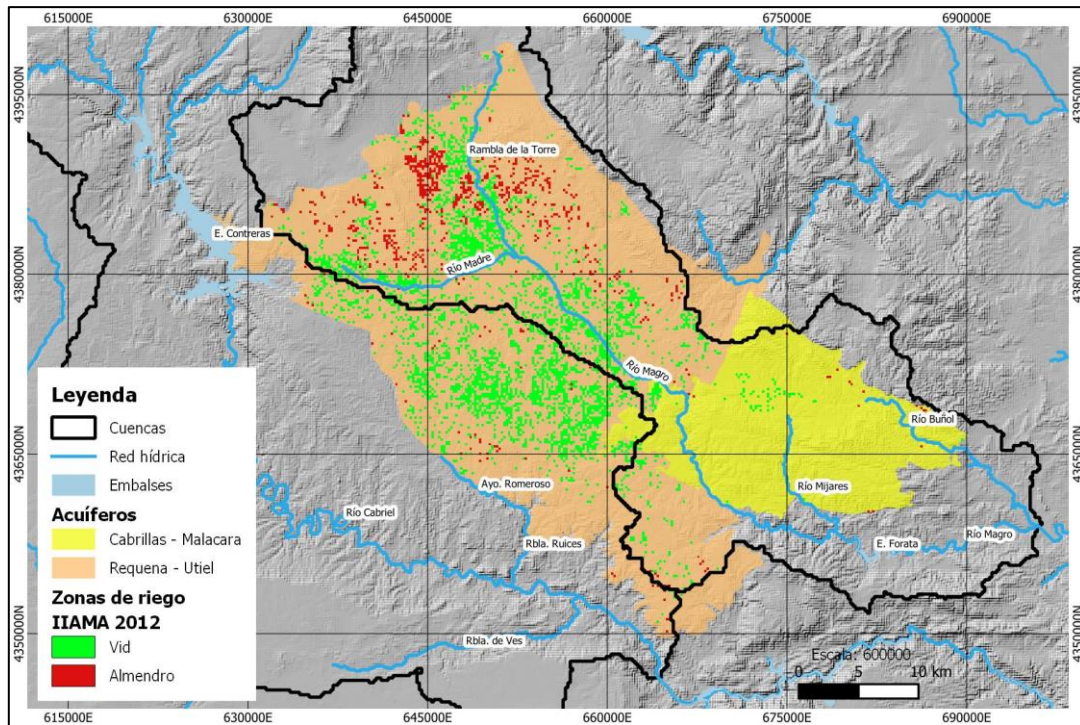 615000E 630000E 645000E 660000E 675000E 690000E
4395000N 4395000N
Rambla de la Torre
E. Contreras
Río Madre
4380000N 4380000N
Río Magro
Río Buñol
4365000N 4365000N
Ayo. Romeroso
Río Mijares
Río Cabriel
Rbla. Ruices
E. Forata
Río Magro
Rbla. de Ves
4350000N 4350000N
Leyenda
Cuencas
Red hídrica
Embalses
Acuíferos
Cabrillas - Malacara
Requena - Utiel
Zonas de riego
IIAMA 2012
Vid
Almendro
Escala: 600000
0 5 10 km
615000E 630000E 645000E 660000E 675000E 690000E